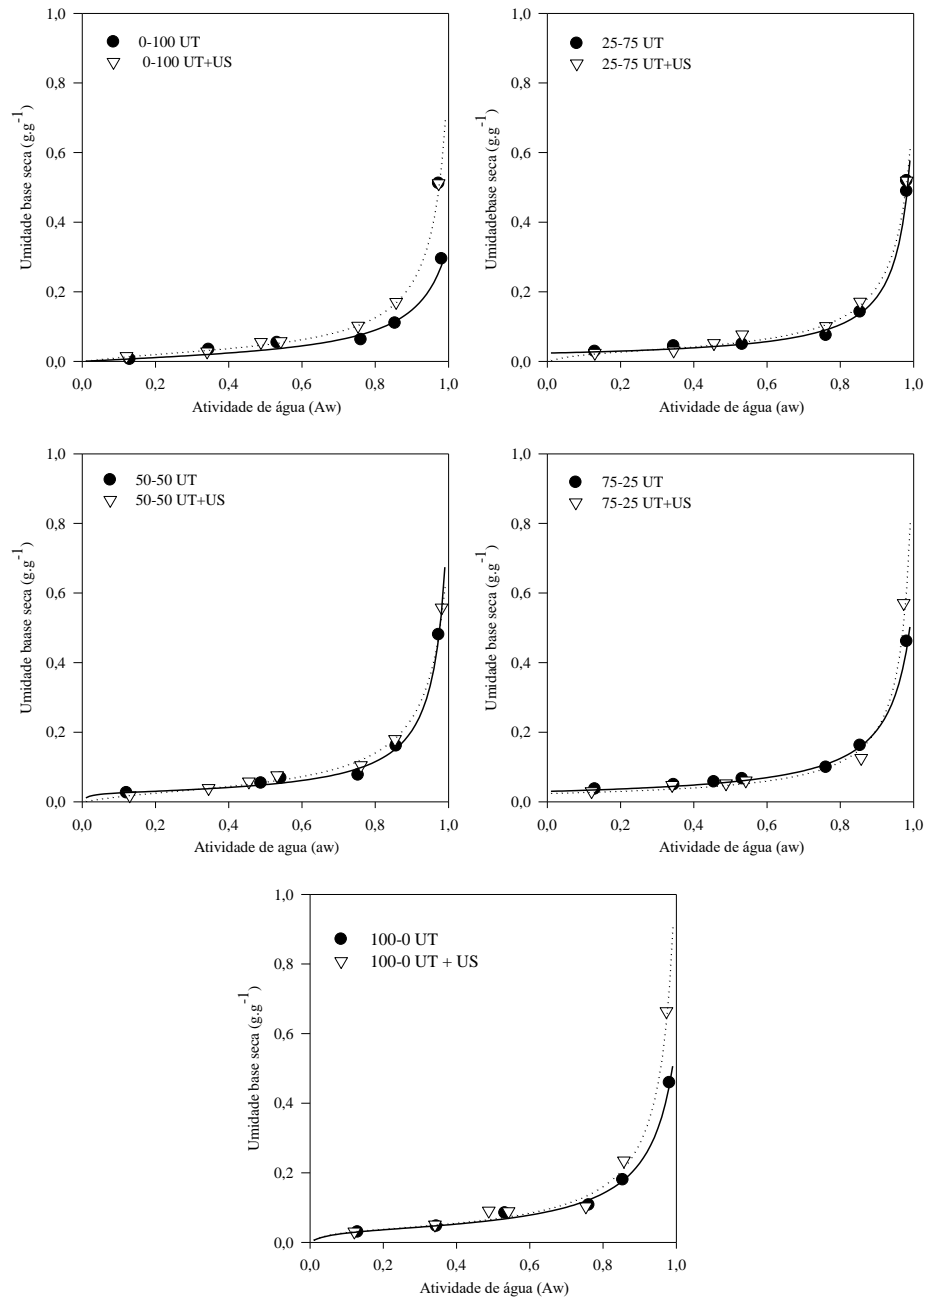 1,0
0-100 UT
0-100 UT+US
0,8
0,6
0,4
0,2
0,0
0,0 0,2 0,4 0,6 0,8 1,0
Umidade base seca (g.g-1)
Atividade de água (Aw)
1,0
25-75 UT
25-75 UT+US
0,8
0,6
0,4
0,2
0,0
0,0 0,2 0,4 0,6 0,8 1,0
Umidadebase seca (g.g-1)
Atividade de água (aw)
1,0
50-50 UT
50-50 UT+US
0,8
0,6
0,4
0,2
0,0
0,0 0,2 0,4 0,6 0,8 1,0
Umidade baase seca (g.g-1)
Atividade de agua (aw)
1,0
75-25 UT
75-25 UT+US
0,8
0,6
0,4
0,2
0,0
0,0 0,2 0,4 0,6 0,8 1,0
Umidade base seca (g.g-1)
Atividade de água (aw)
1,0
100-0 UT
100-0 UT + US
0,8
0,6
0,4
0,2
0,0
0,0 0,2 0,4 0,6 0,8 1,0
Umidade base seca (g.g-1)
Atividade de água (Aw)